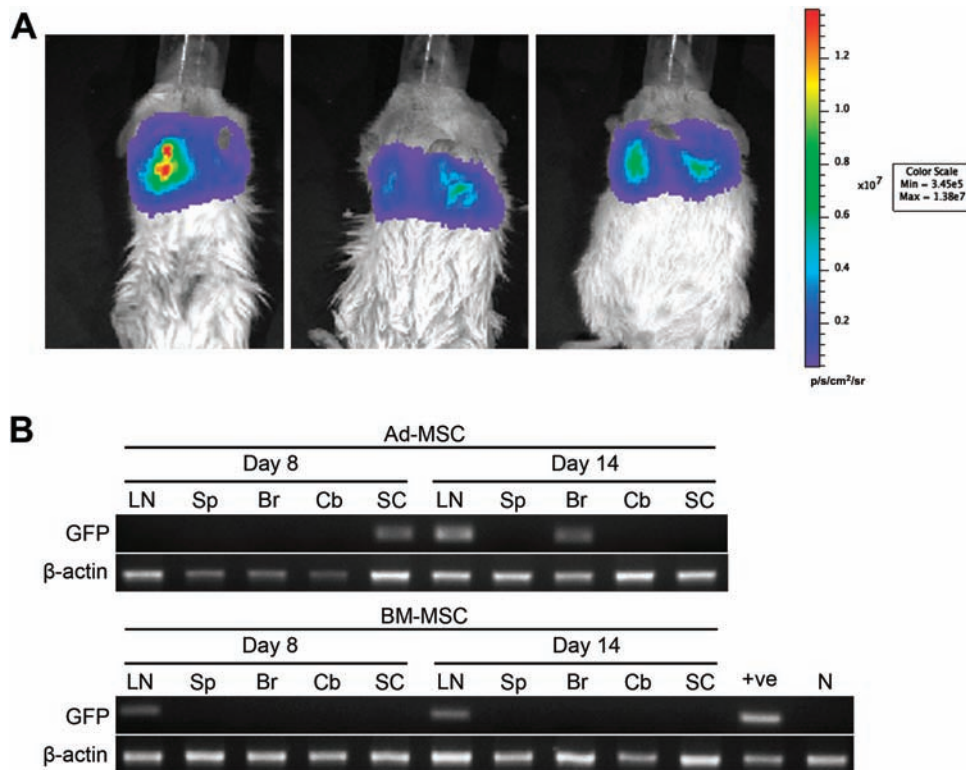 A
1.2
1.0
0.8
x10⁷
0.6
0.4
0.2
p/s/cm²/sr
Color Scale
Min = 3.45e5
Max = 1.38e7
B
Ad-MSC
Day 8 Day 14
LN Sp Br Cb SC LN Sp Br Cb SC
GFP
β-actin
BM-MSC
Day 8 Day 14
LN Sp Br Cb SC LN Sp Br Cb SC +ve N
GFP
β-actin